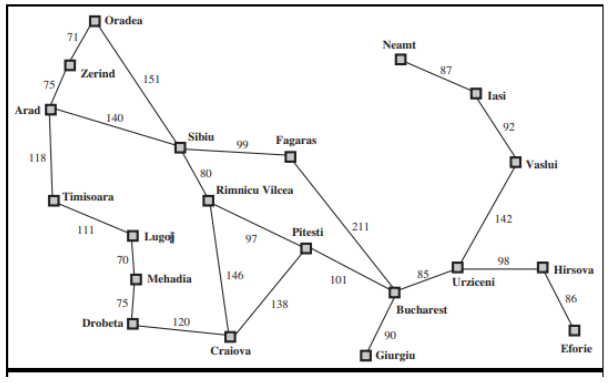 Oradea
71
Neamt
Zerind
87
151
75
Iasi
Arad
140
92
Sibiu
99
Fagaras
118
Vaslui
80
Timisoara
Rimnicu Vilcea
111
211
142
Lugoj
97
Pitesti
70
98
146
85
Hirsova
Mehadia
101
Urziceni
138
86
75
Bucharest
Drobeta
120
90
Eforie
Craiova
Giurgiu